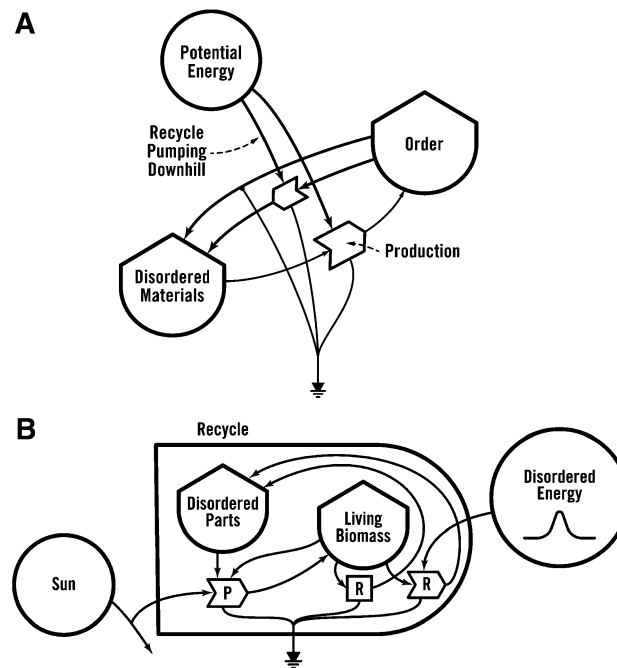 A
Potential
Energy
Recycle
Pumping
Downhill
Order
Disordered
Materials
Production
B
Recycle
Disordered
Parts
Living
Biomass
Disordered
Energy
Sun
P
R
R